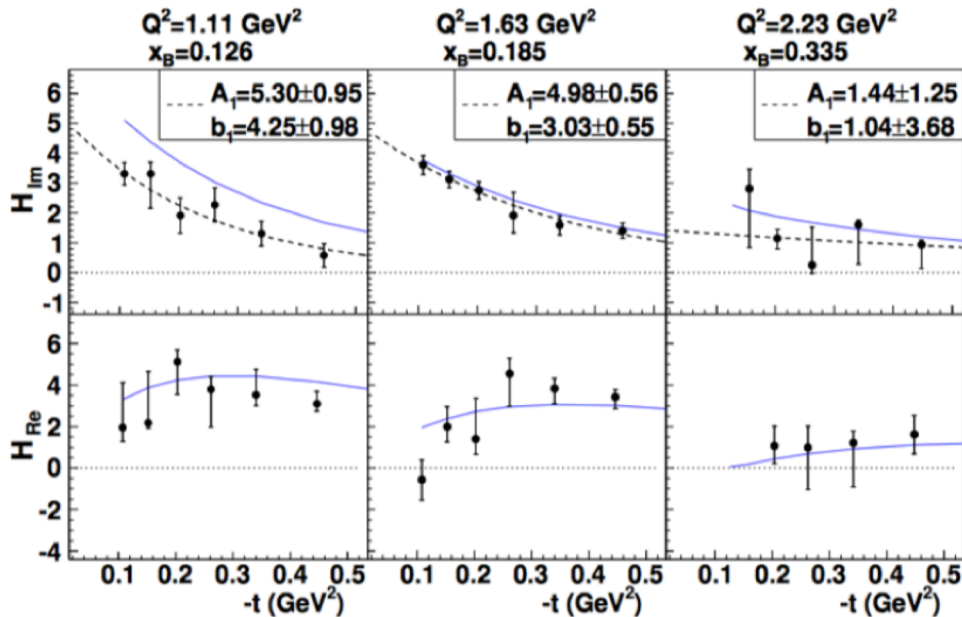 Q²=1.11 GeV² Q²=1.63 GeV² Q²=2.23 GeV²
x_B=0.126 x_B=0.185 x_B=0.335
A₁=5.30±0.95 A₁=4.98±0.56 A₁=1.44±1.25
b₁=4.25±0.98 b₁=3.03±0.55 b₁=1.04±3.68
H_Im
6
5
4
3
2
1
0
-1
H_Re
6
4
2
0
-2
-4
0.1 0.2 0.3 0.4 0.5 0.1 0.2 0.3 0.4 0.5 0.1 0.2 0.3 0.4 0.5
-t (GeV²) -t (GeV²) -t (GeV²)